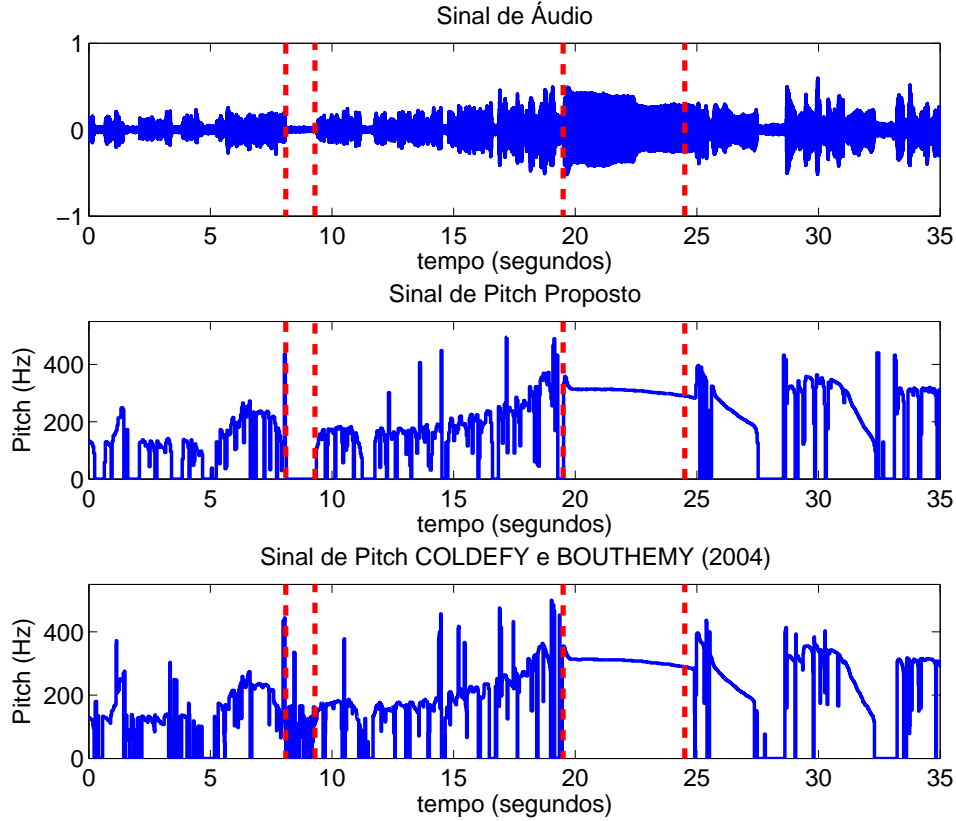 Sinal de Áudio
1
0
−1
0 5 10 15 20 25 30 35
tempo (segundos)
Sinal de Pitch Proposto
Pitch (Hz)
400
200
0
0 5 10 15 20 25 30 35
tempo (segundos)
Sinal de Pitch COLDEFY e BOUTHEMY (2004)
Pitch (Hz)
400
200
0
0 5 10 15 20 25 30 35
tempo (segundos)